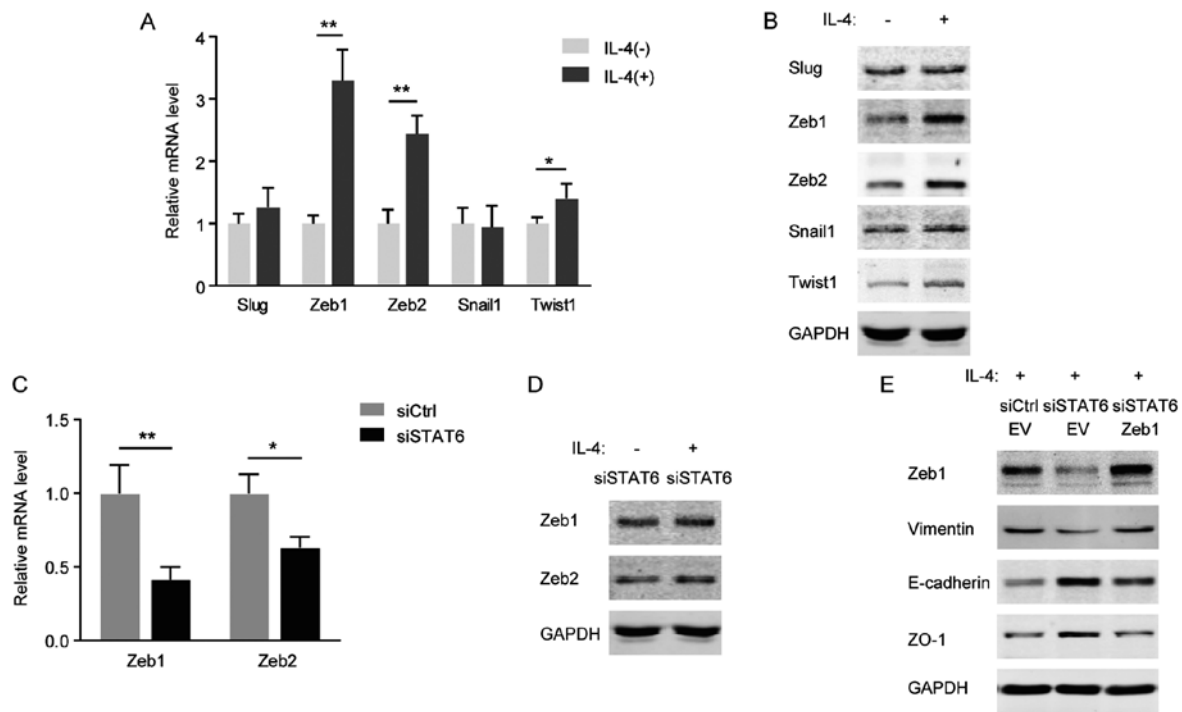 A
Relative mRNA level
4
3
2
1
0
**
**
*
IL-4(-)
IL-4(+)
Slug Zeb1 Zeb2 Snail1 Twist1
B
IL-4: - +
Slug
Zeb1
Zeb2
Snail1
Twist1
GAPDH
C
Relative mRNA level
1.5
1.0
0.5
0.0
**
*
siCtrl
siSTAT6
Zeb1 Zeb2
D
IL-4: - +
siSTAT6 siSTAT6
Zeb1
Zeb2
GAPDH
E
IL-4: + + +
siCtrl siSTAT6 siSTAT6
EV EV Zeb1
Zeb1
Vimentin
E-cadherin
ZO-1
GAPDH